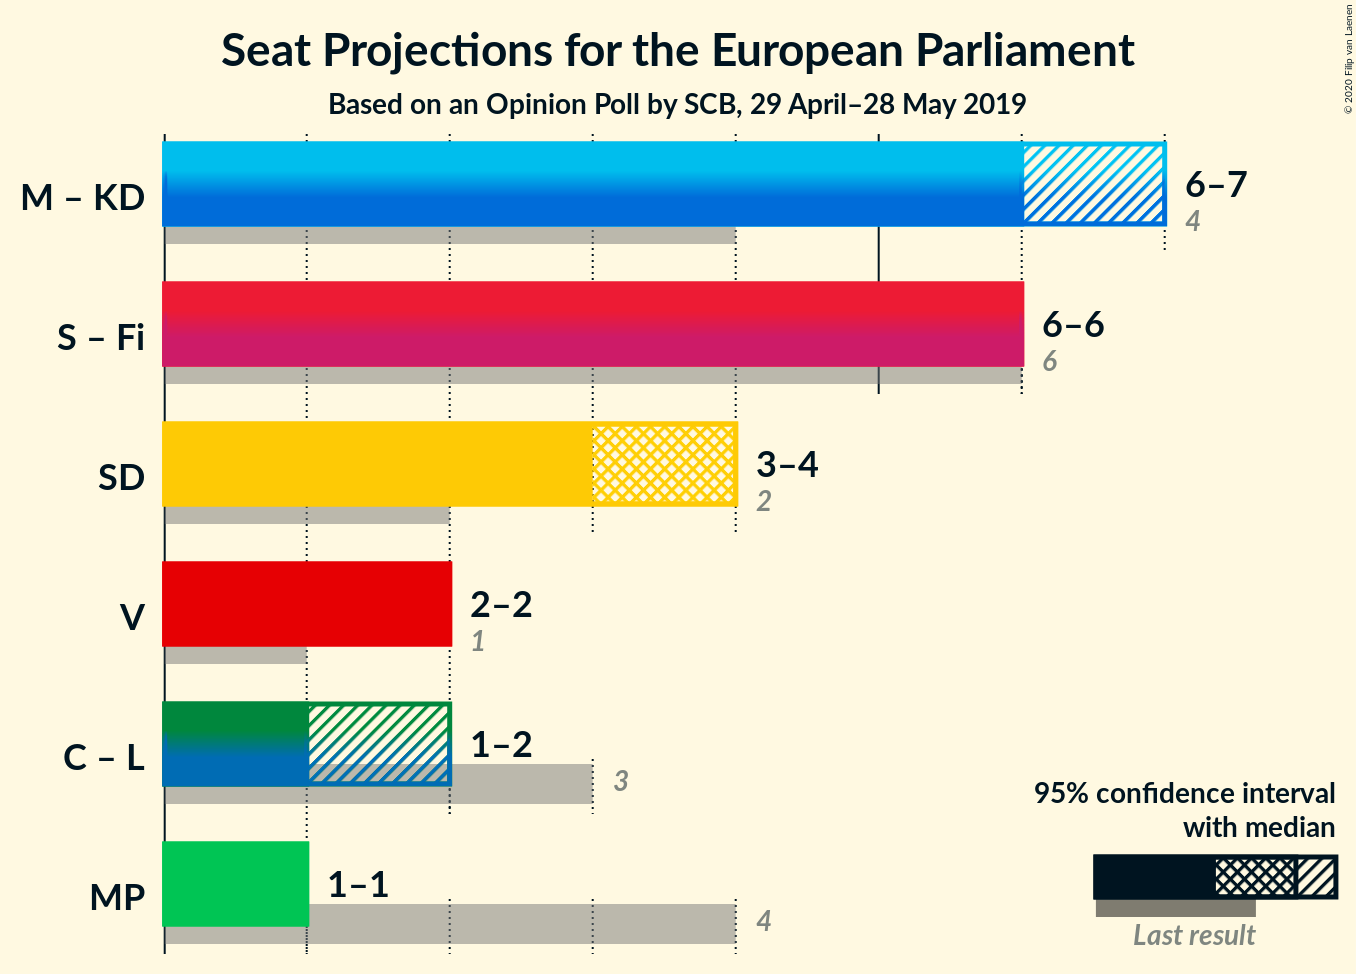 Seat Projections for the European Parliament
Based on an Opinion Poll by SCB, 29 April–28 May 2019
© 2020 Filip van Laenen
M – KD
6–7
4
S – Fi
6–6
6
SD
3–4
2
V
2–2
1
C – L
1–2
3
MP
1–1
4
95% confidence interval
with median
Last result